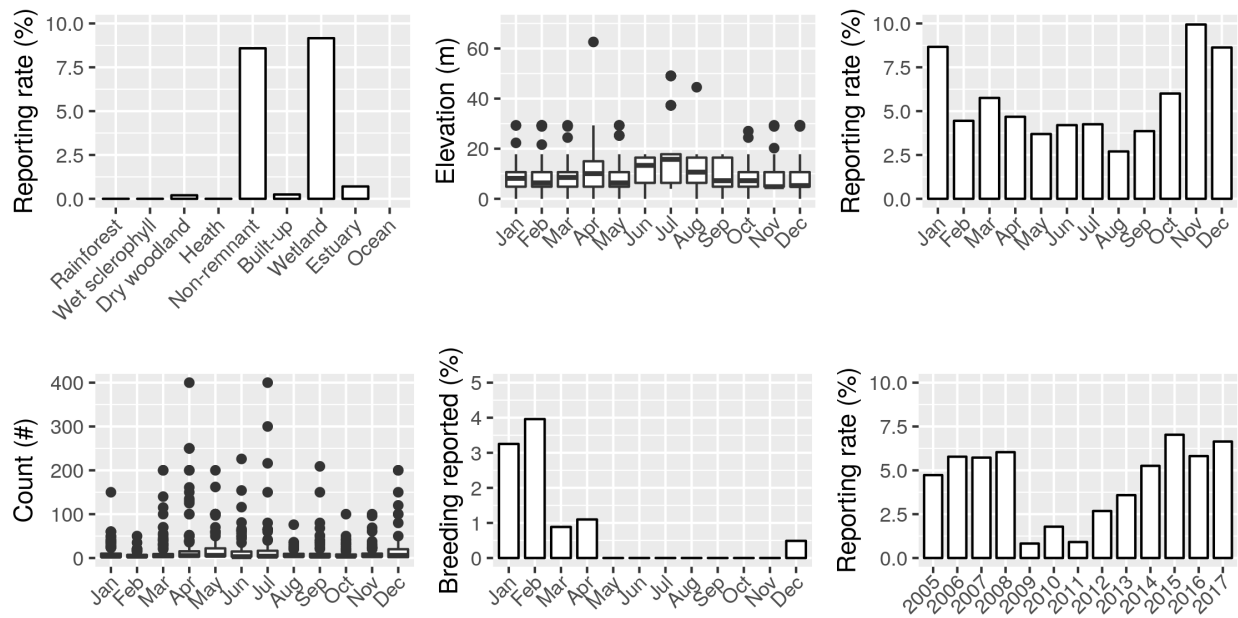 Reporting rate (%)
10.0
7.5
5.0
2.5
0.0
Rainforest
Wet sclerophyll
Dry woodland
Heath
Non-remnant
Built-up
Wetland
Estuary
Ocean
Elevation (m)
60
40
20
0
Jan
Feb
Mar
Apr
May
Jun
Jul
Aug
Sep
Oct
Nov
Dec
Reporting rate (%)
10.0
7.5
5.0
2.5
0.0
Jan
Feb
Mar
Apr
May
Jun
Jul
Aug
Sep
Oct
Nov
Dec
Count (#)
400
300
200
100
0
Jan
Feb
Mar
Apr
May
Jun
Jul
Aug
Sep
Oct
Nov
Dec
Breeding reported (%)
5
4
3
2
1
0
Jan
Feb
Mar
Apr
May
Jun
Jul
Aug
Sep
Oct
Nov
Dec
Reporting rate (%)
10.0
7.5
5.0
2.5
0.0
2005
2006
2007
2008
2009
2010
2011
2012
2013
2014
2015
2016
2017